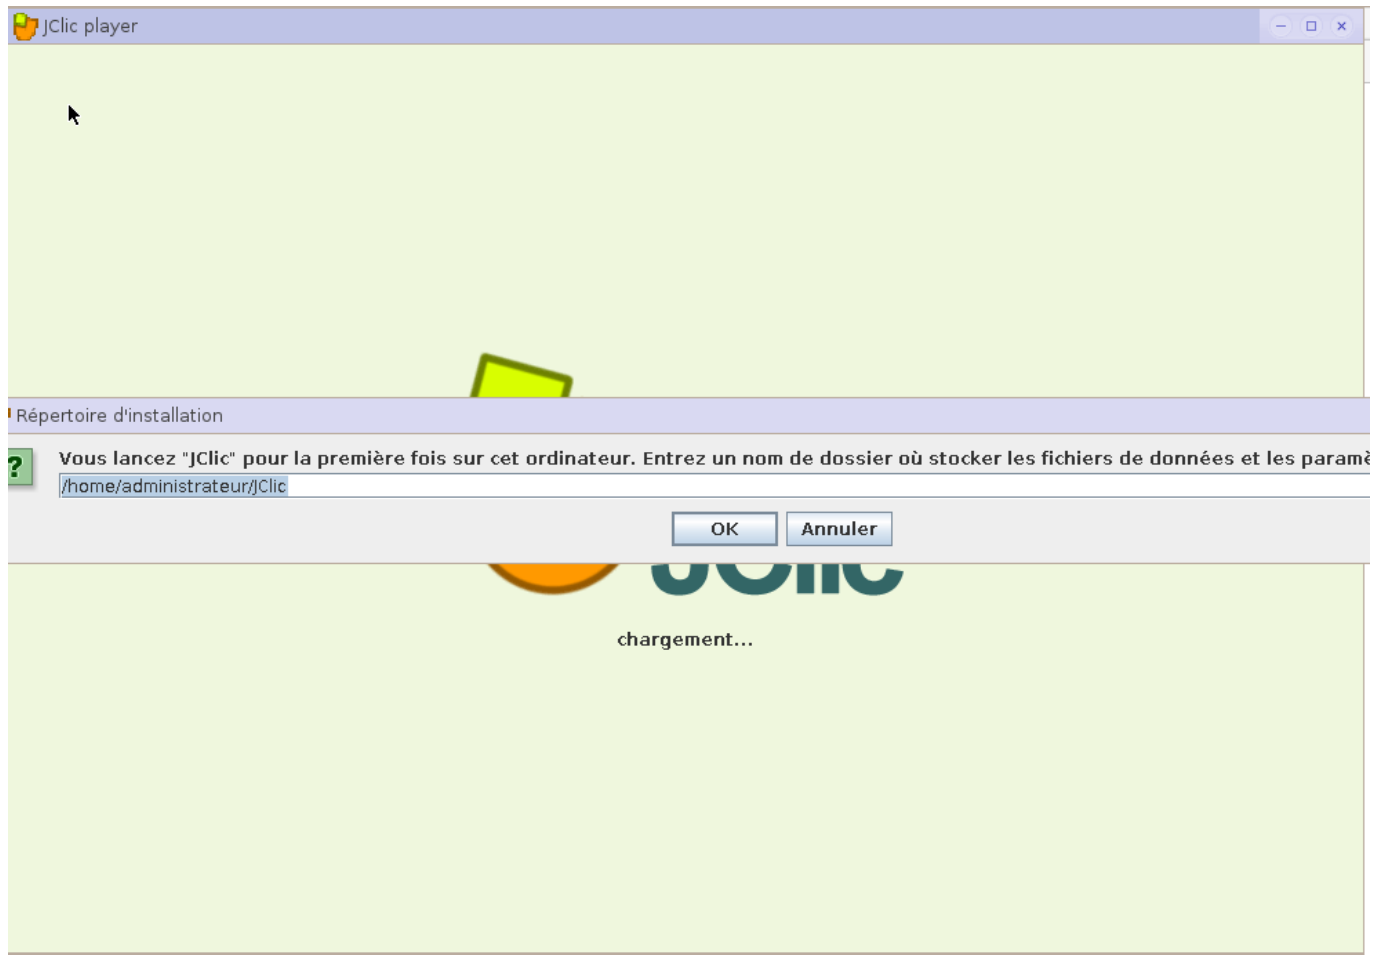 JClic player
Répertoire d'installation
Vous lancez "JClic" pour la première fois sur cet ordinateur. Entrez un nom de dossier où stocker les fichiers de données et les paramè
/home/administrateur/JClic
OK
Annuler
JClic
chargement...